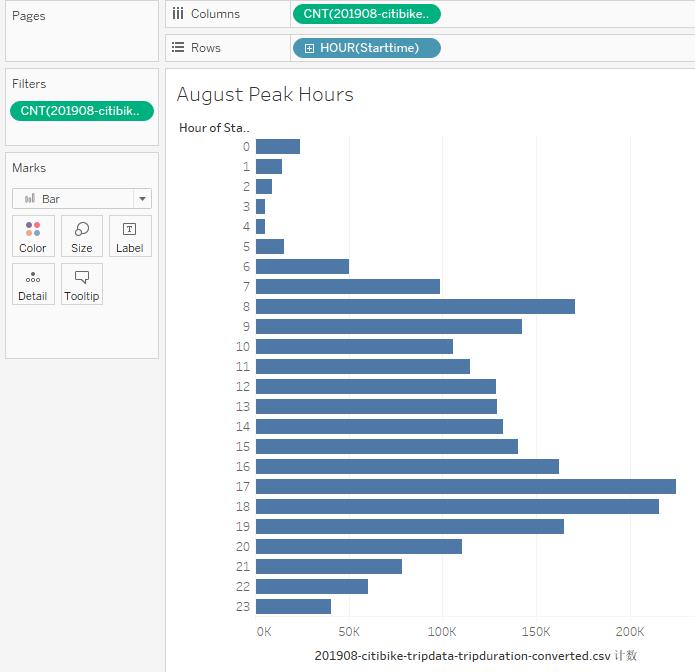 Pages
Columns
CNT(201908-citibike..
Rows
HOUR(Starttime)
Filters
CNT(201908-citibik..
Marks
Bar
Color
Size
T
Label
Detail
Tooltip
August Peak Hours
Hour of Sta..
0
1
2
3
4
5
6
7
8
9
10
11
12
13
14
15
16
17
18
19
20
21
22
23
0K 50K 100K 150K 200K
201908-citibike-tripdata-tripduration-converted.csv 计数